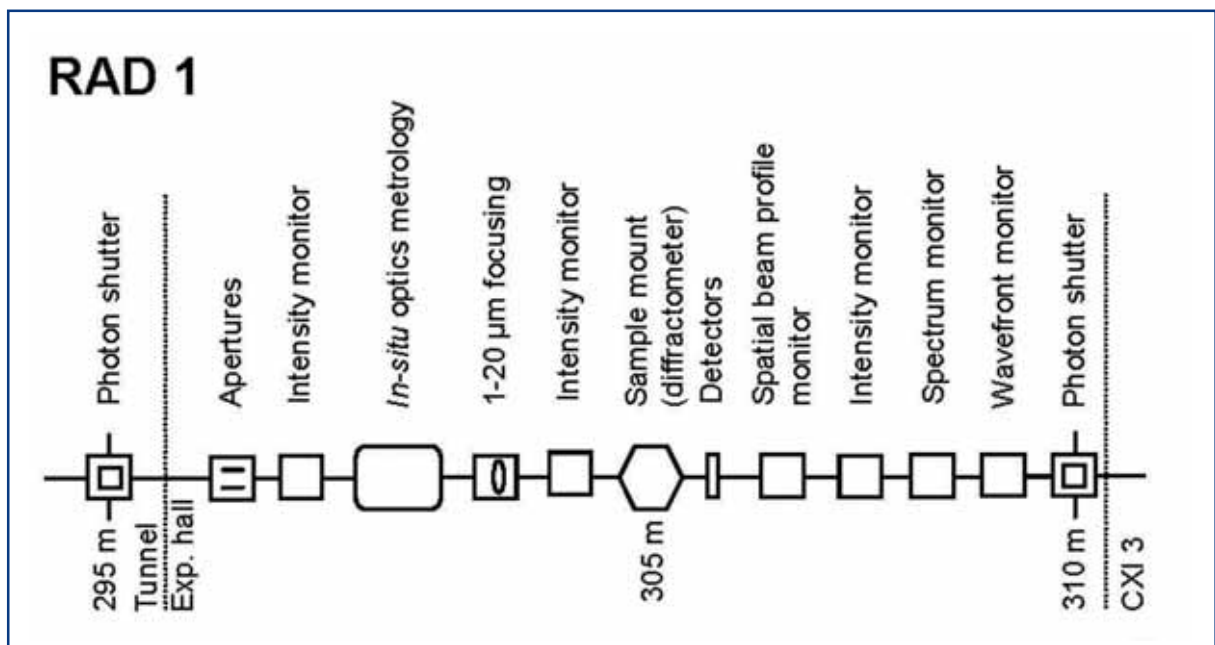 RAD 1
Photon shutter
Apertures
Intensity monitor
In-situ optics metrology
1-20 µm focusing
Intensity monitor
Sample mount
(diffractometer)
Detectors
Spatial beam profile
monitor
Intensity monitor
Spectrum monitor
Wavefront monitor
Photon shutter
295 m
Tunnel
Exp. hall
305 m
310 m
CXI 3